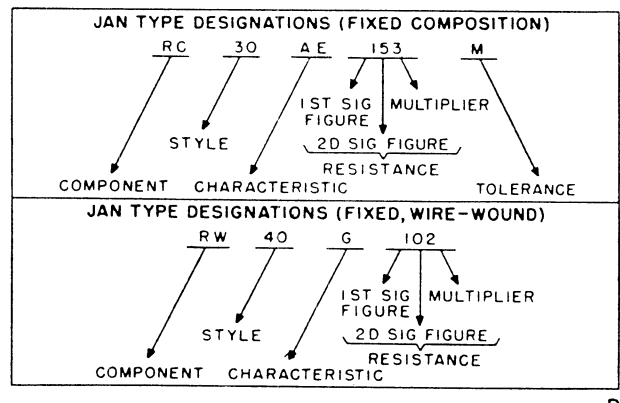 JAN TYPE DESIGNATIONS (FIXED COMPOSITION)
RC 30 AE 153 M
1ST SIG FIGURE MULTIPLIER
STYLE 2D SIG FIGURE
RESISTANCE
COMPONENT CHARACTERISTIC TOLERANCE
JAN TYPE DESIGNATIONS (FIXED, WIRE-WOUND)
RW 40 G 102
1ST SIG FIGURE MULTIPLIER
STYLE 2D SIG FIGURE
RESISTANCE
COMPONENT CHARACTERISTIC